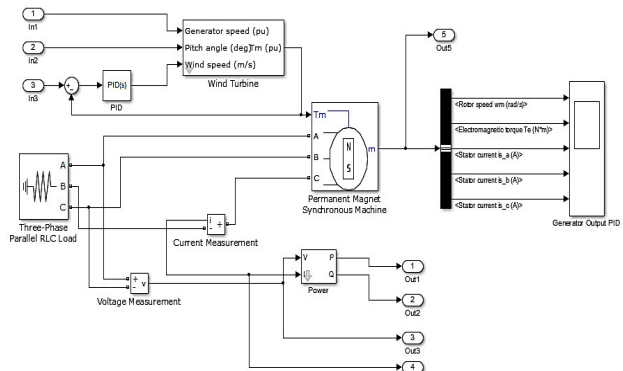 1
In1
2
In2
3
In3
Generator speed (pu)
Pitch angle (deg)Tm (pu)
Wind speed (m/s)
Wind Turbine
+
-
PID(s)
PID
Tm
A
B
C
N
S
m
Permanent Magnet
Synchronous Machine
5
Out5
<Rotor speed wm (rad/s)>
<Electromagnetic torque Te (N*m)>
<Stator current is_a (A)>
<Stator current is_b (A)>
<Stator current is_c (A)>
Generator Output PID
A
B
C
Three-Phase
Parallel RLC Load
i
+
-
Current Measurement
+
-
v
Voltage Measurement
V
I
P
Q
Power
1
Out1
2
Out2
3
Out3
4